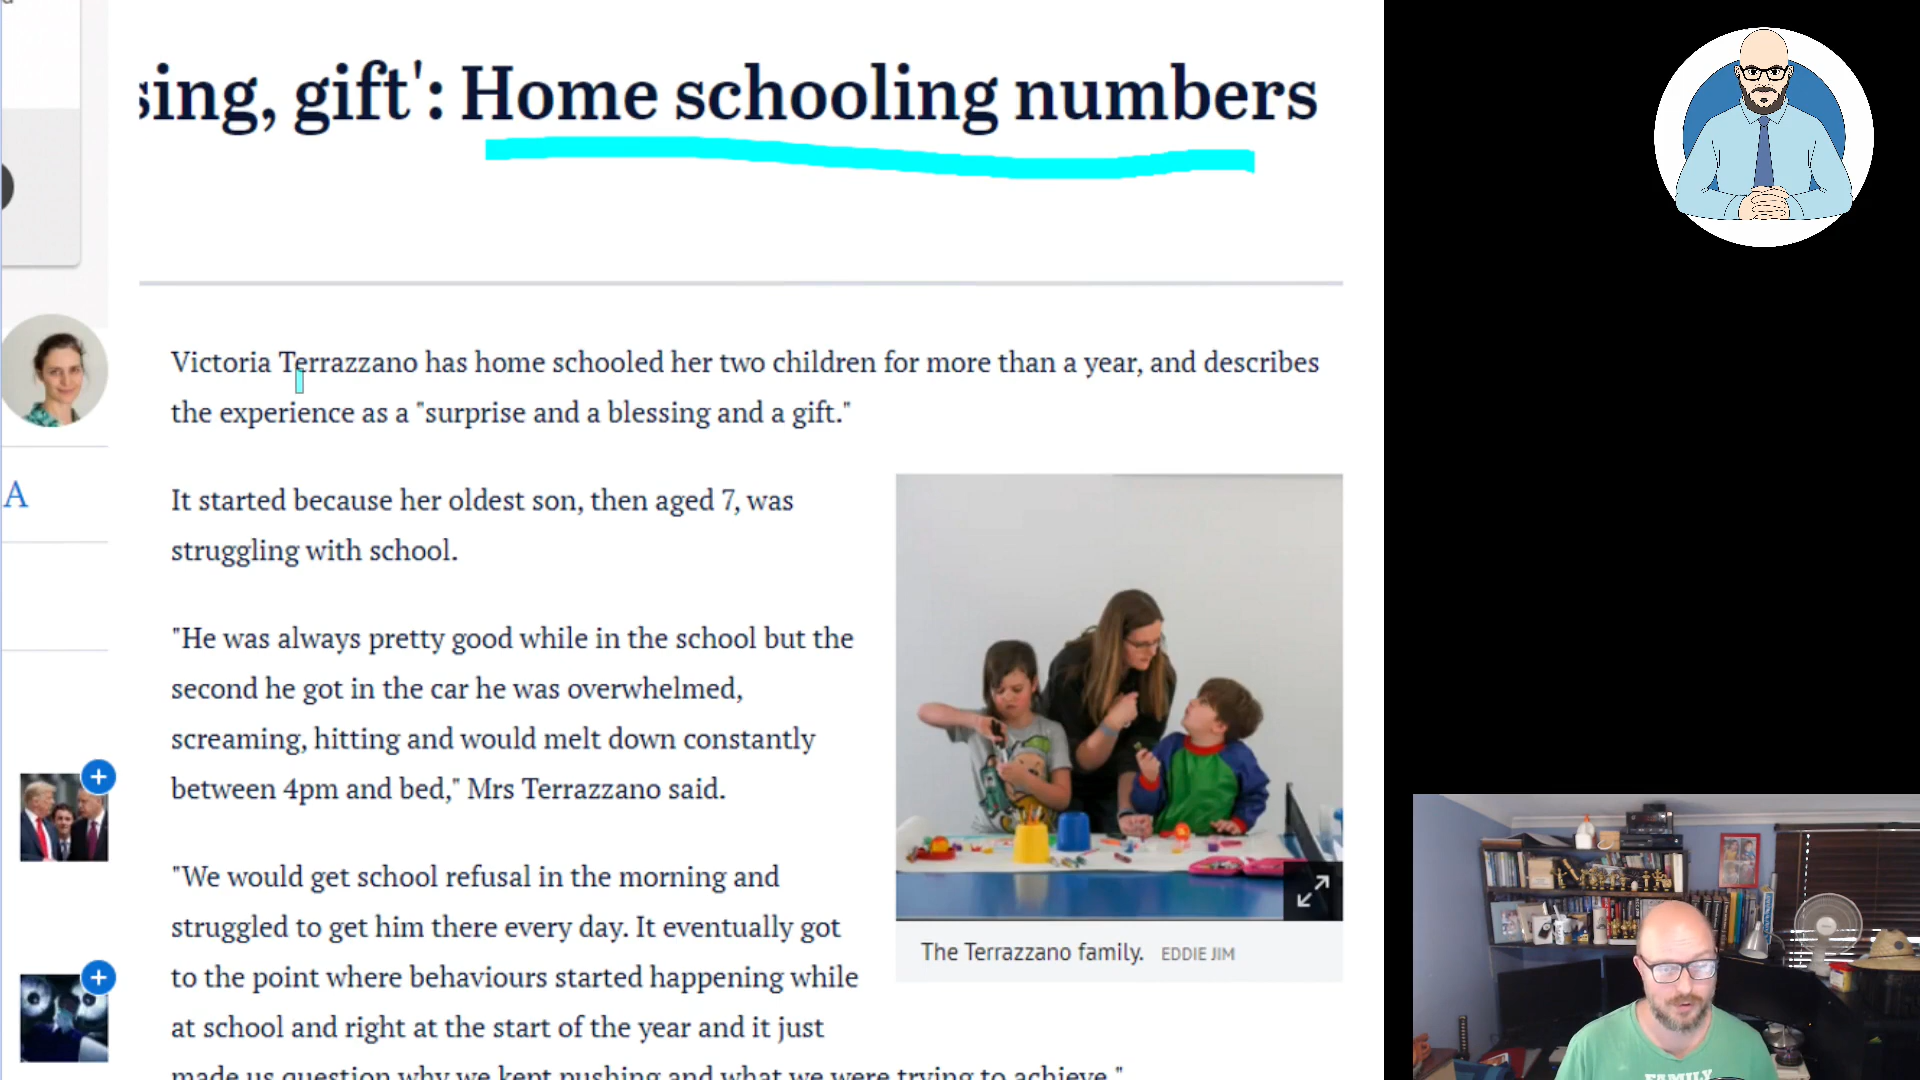 sing, gift': Home schooling numbers
Victoria Terrazzano has home schooled her two children for more than a year, and describes
the experience as a "surprise and a blessing and a gift."
It started because her oldest son, then aged 7, was
struggling with school.
"He was always pretty good while in the school but the
second he got in the car he was overwhelmed,
screaming, hitting and would melt down constantly
between 4pm and bed," Mrs Terrazzano said.
"We would get school refusal in the morning and
struggled to get him there every day. It eventually got
to the point where behaviours started happening while
at school and right at the start of the year and it just
made us question why we kept pushing and what we were trying to achieve."
The Terrazzano family. EDDIE JIM
A
FAMILY